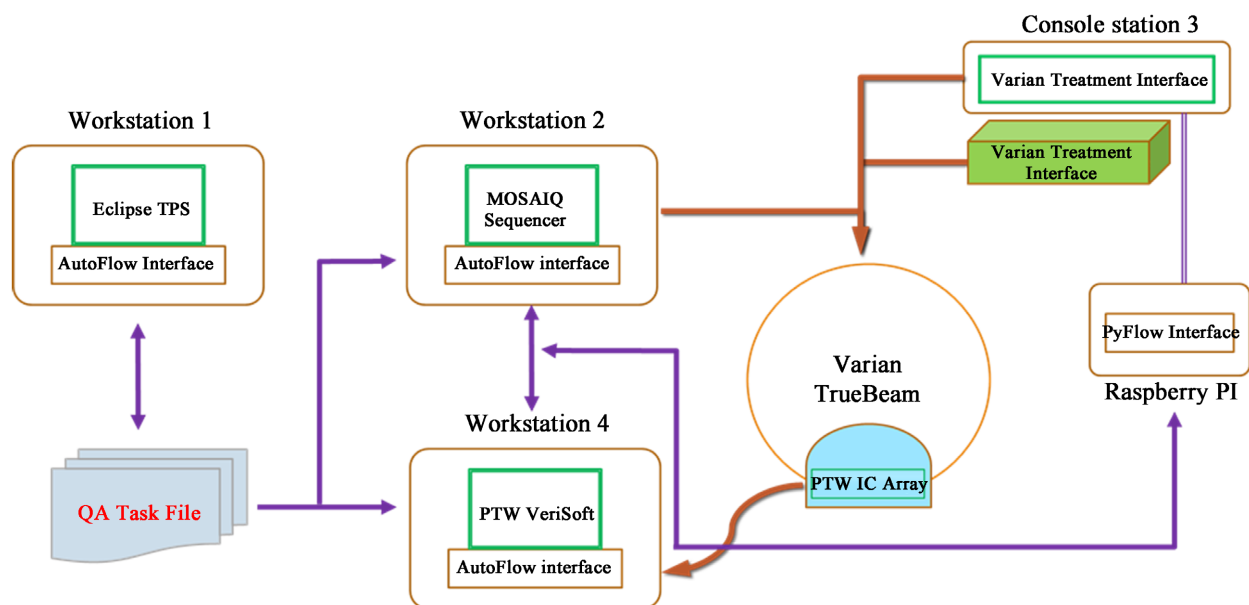 Console station 3
Varian Treatment Interface
Workstation 1
Workstation 2
Varian Treatment
Interface
Eclipse TPS
MOSAIQ
Sequencer
AutoFlow Interface
AutoFlow interface
PyFlow Interface
Raspberry PI
Varian
TrueBeam
Workstation 4
PTW IC Array
QA Task File
PTW VeriSoft
AutoFlow interface